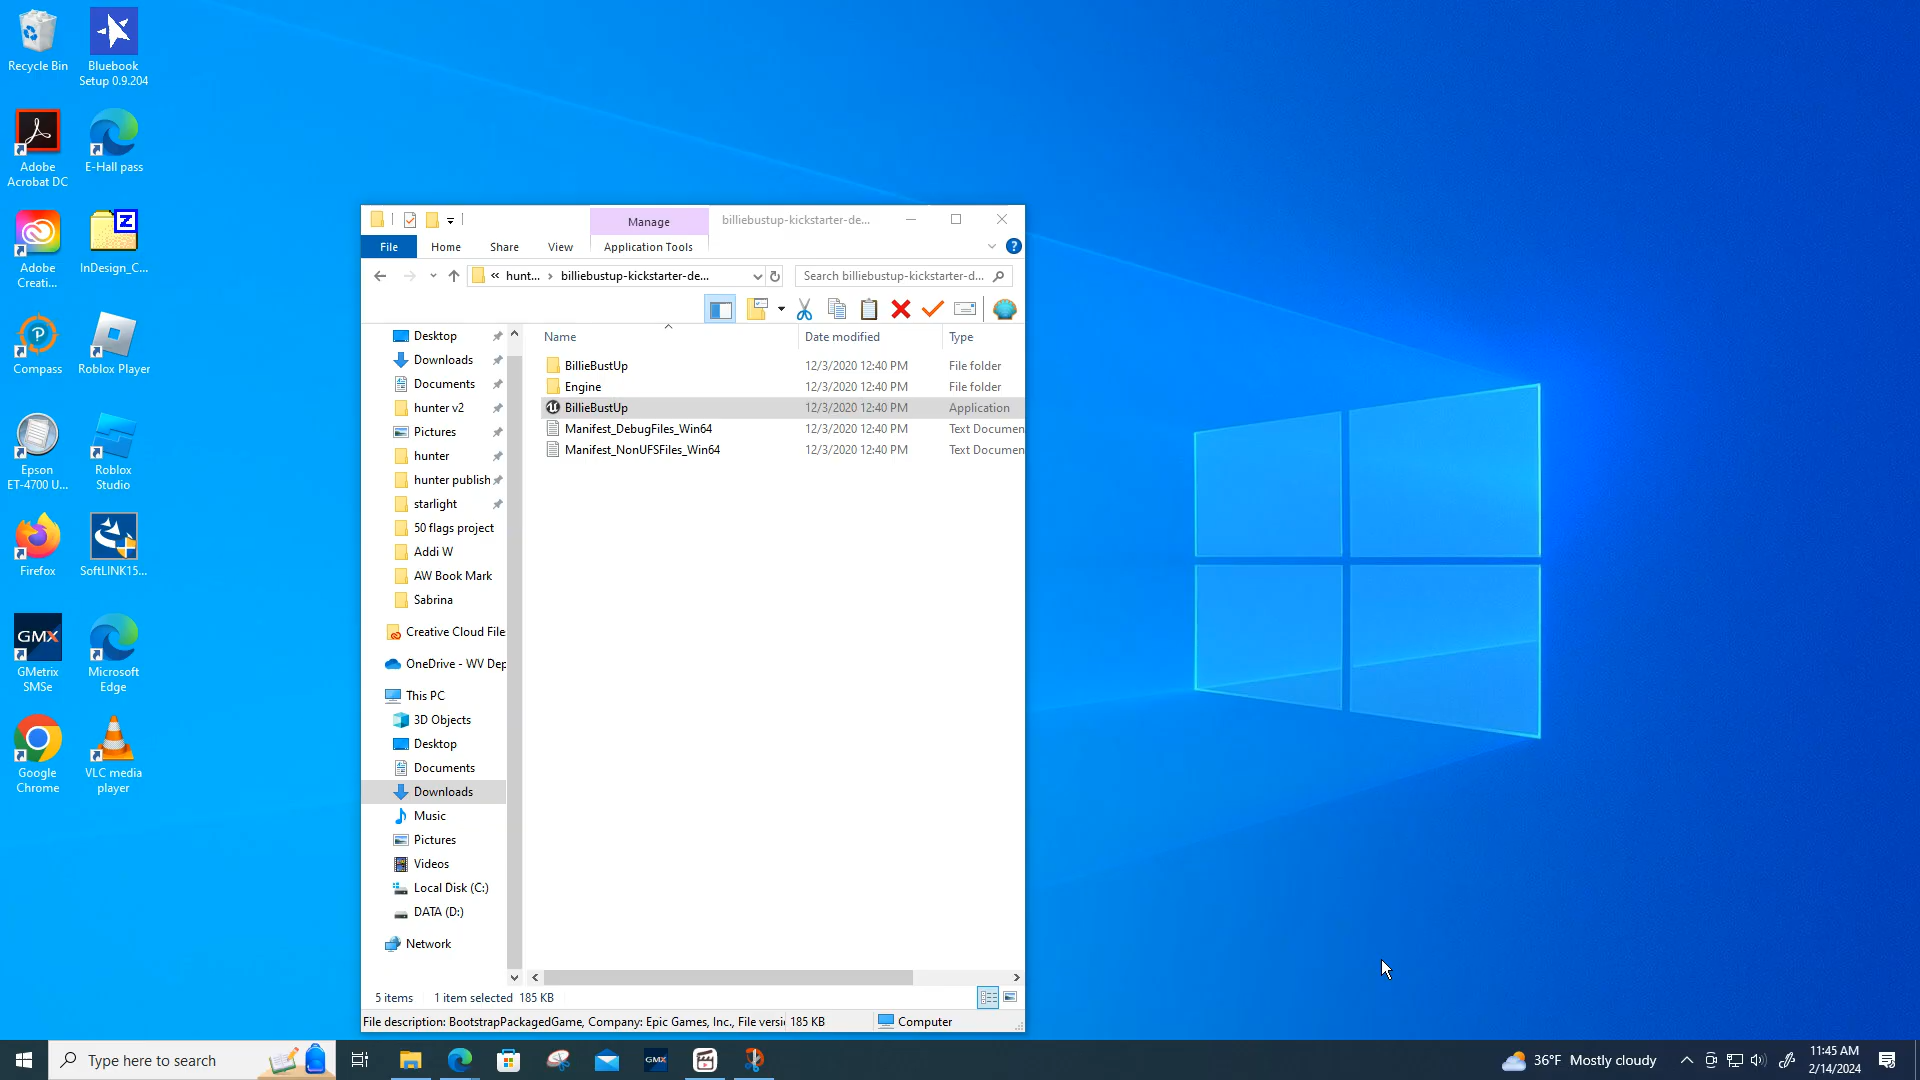 Recycle Bin
Bluebook
Setup 0.9.204
Adobe
Acrobat DC
E-Hall pass
Adobe
Creati...
InDesign_C...
Compass
Roblox Player
Epson
ET-4700 U...
Roblox
Studio
Firefox
SoftLINK15...
GMX
GMetrix
SMSe
Microsoft
Edge
Google
Chrome
VLC media
player
Manage
billiebustup-kickstarter-de...
File
Home
Share
View
Application Tools
« hunt... › billiebustup-kickstarter-de...
Search billiebustup-kickstarter-d...
Name
Date modified
Type
BillieBustUp 12/3/2020 12:40 PM File folder
Engine 12/3/2020 12:40 PM File folder
BillieBustUp 12/3/2020 12:40 PM Application
Manifest_DebugFiles_Win64 12/3/2020 12:40 PM Text Documen
Manifest_NonUFSFiles_Win64 12/3/2020 12:40 PM Text Documen
Desktop
Downloads
Documents
hunter v2
Pictures
hunter
hunter publish
starlight
50 flags project
Addi W
AW Book Mark
Sabrina
Creative Cloud File
OneDrive - WV Dep
This PC
3D Objects
Desktop
Documents
Downloads
Music
Pictures
Videos
Local Disk (C:)
DATA (D:)
Network
5 items 1 item selected 185 KB
File description: BootstrapPackagedGame, Company: Epic Games, Inc., File versi 185 KB Computer
Type here to search
GMX
36°F Mostly cloudy
11:45 AM
2/14/2024